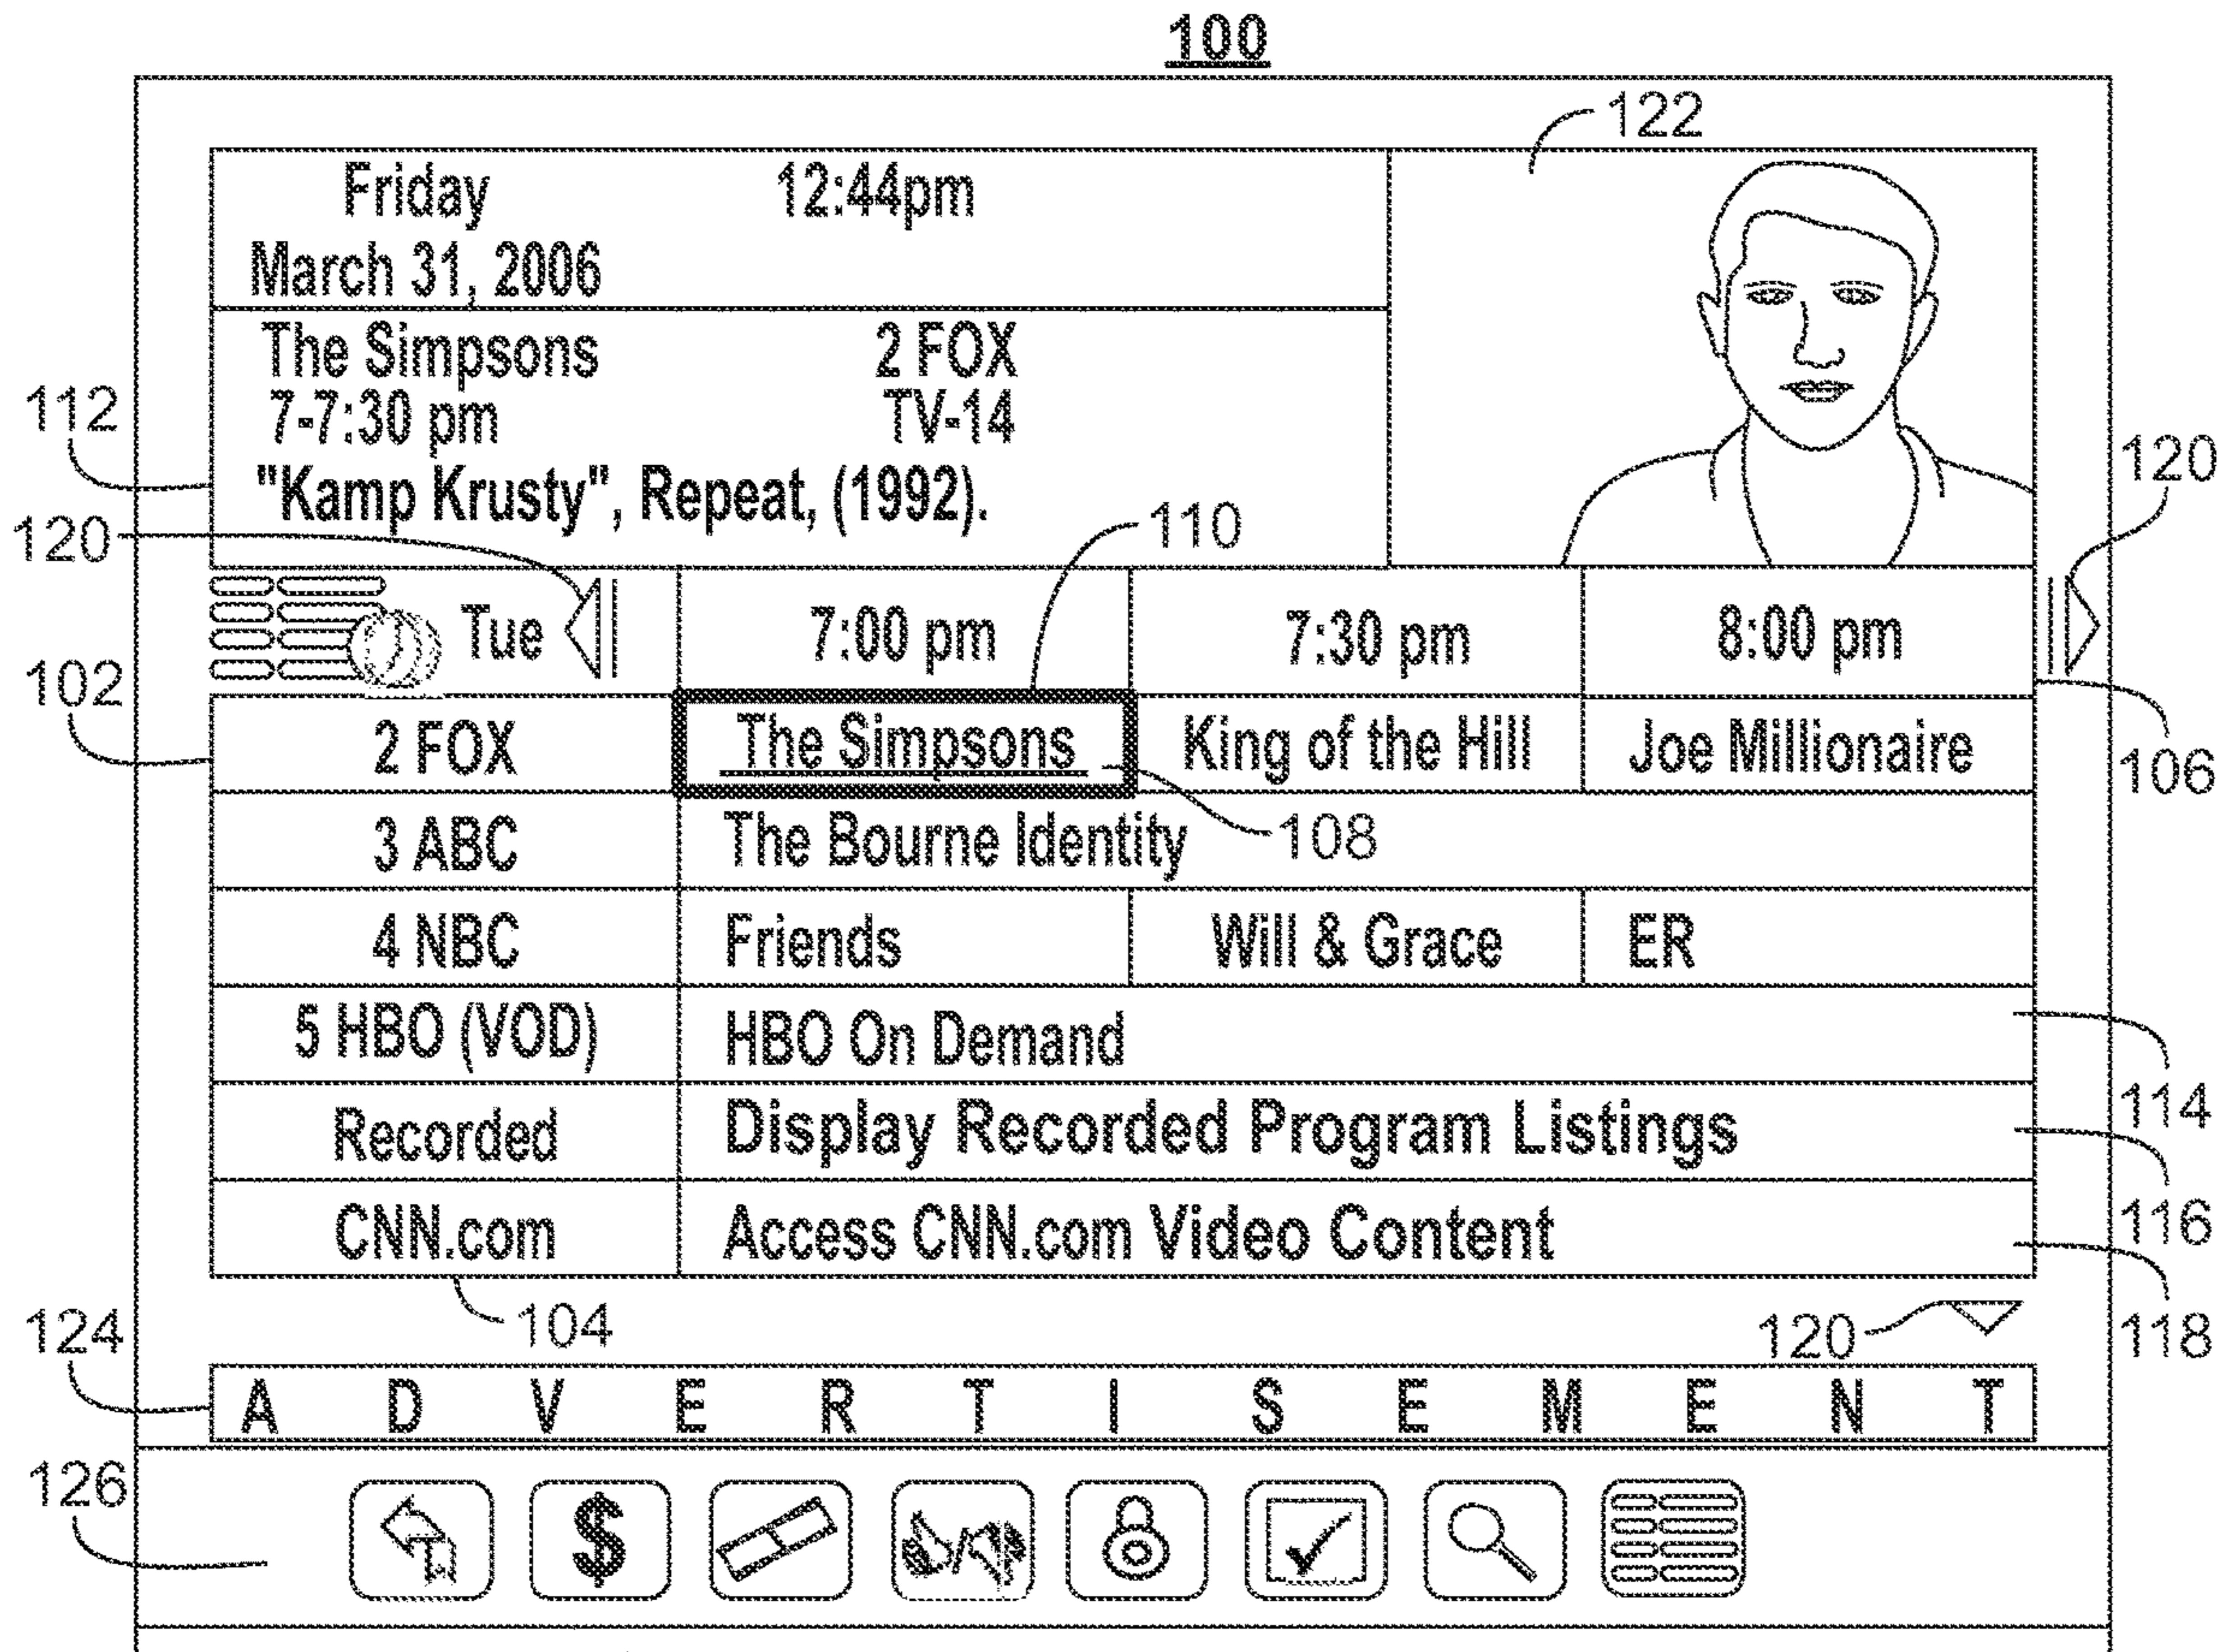 100
122
Friday 12:44pm
March 31, 2006
The Simpsons 2 FOX
112
7-7:30 pm TV-14
120
"Kamp Krusty", Repeat, (1992).
110
120
Tue 7:00 pm 7:30 pm 8:00 pm
102
2 FOX The Simpsons King of the Hill Joe Millionaire
106
3 ABC The Bourne Identity 108
4 NBC Friends Will & Grace ER
5 HBO (VOD) HBO On Demand
114
Recorded Display Recorded Program Listings
116
CNN.com Access CNN.com Video Content
104
124 120 118
A D V E R T I S E M E N T
126
$